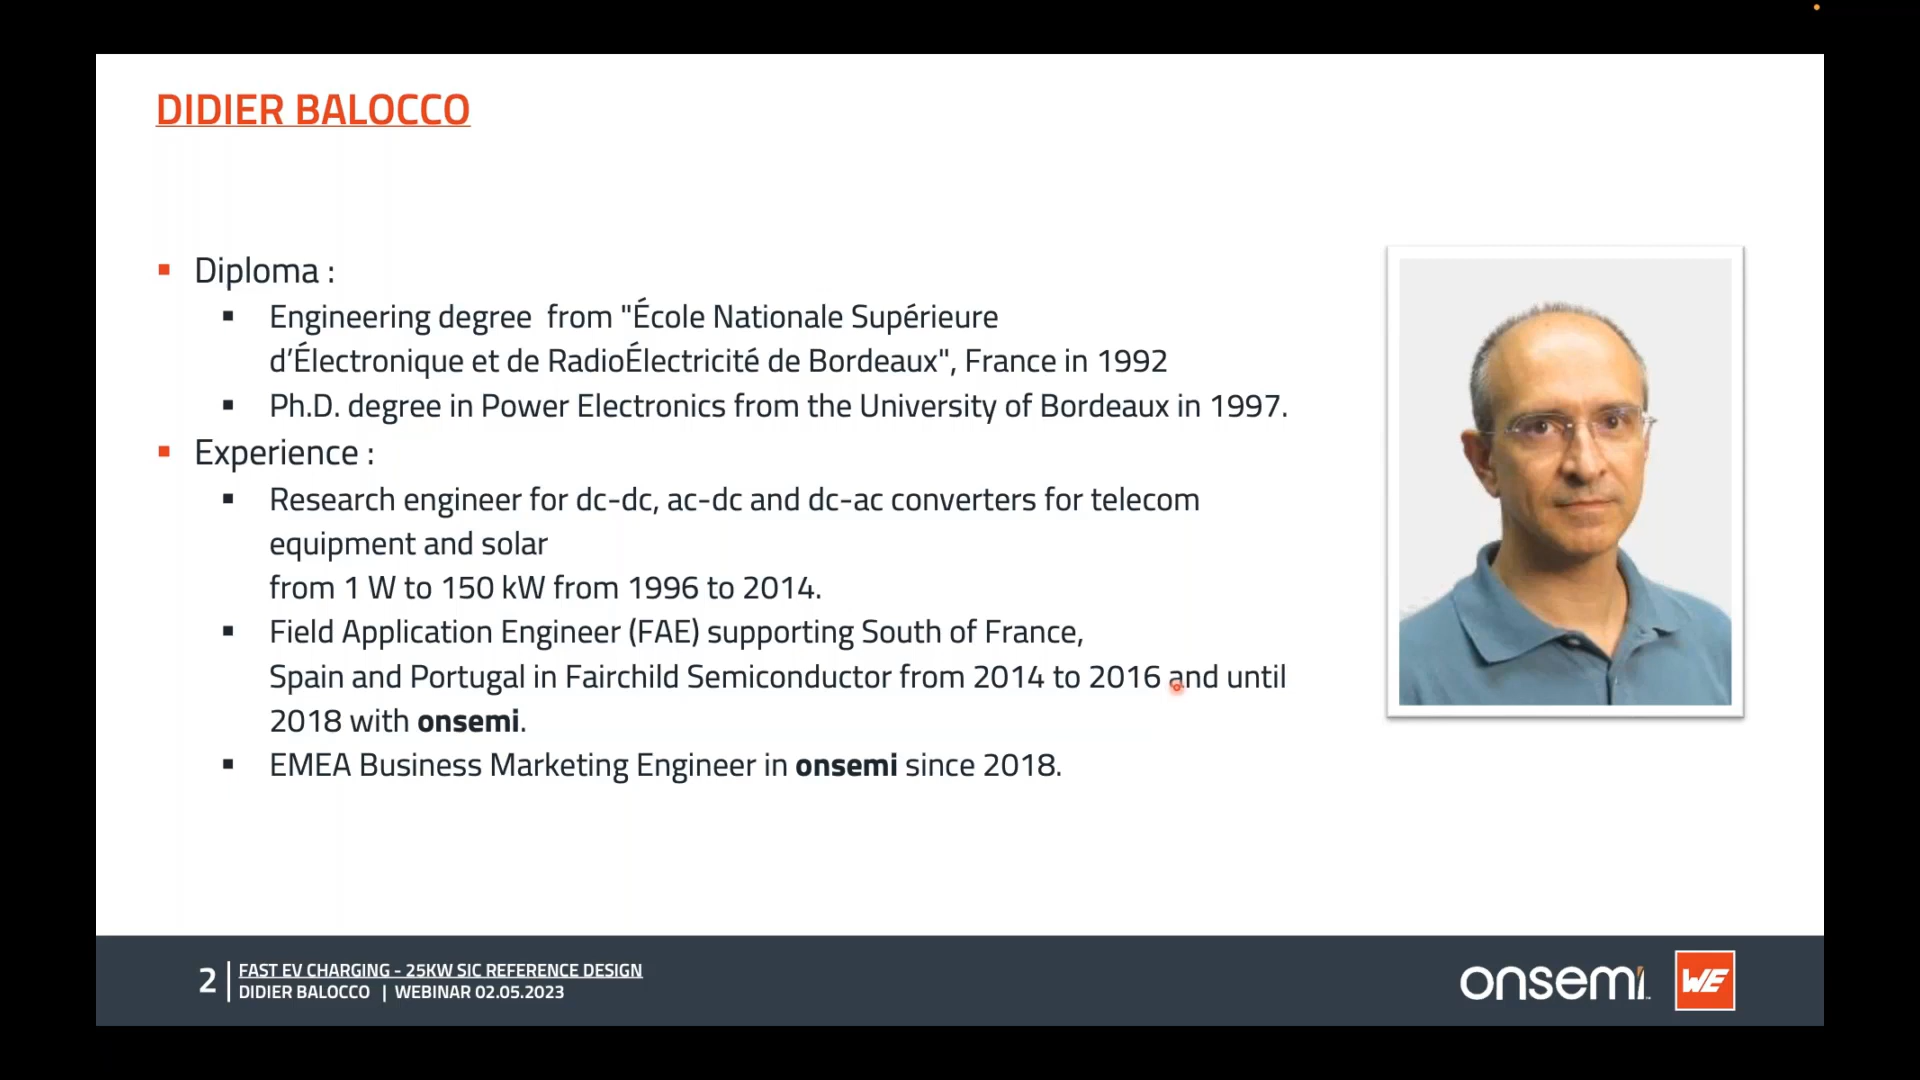 DIDIER BALOCCO
Diploma :
Engineering degree from "École Nationale Supérieure
d’Électronique et de RadioÉlectricité de Bordeaux", France in 1992
Ph.D. degree in Power Electronics from the University of Bordeaux in 1997.
Experience :
Research engineer for dc-dc, ac-dc and dc-ac converters for telecom
equipment and solar
from 1 W to 150 kW from 1996 to 2014.
Field Application Engineer (FAE) supporting South of France,
Spain and Portugal in Fairchild Semiconductor from 2014 to 2016 and until
2018 with onsemi.
EMEA Business Marketing Engineer in onsemi since 2018.
2
FAST EV CHARGING - 25KW SIC REFERENCE DESIGN
DIDIER BALOCCO | WEBINAR 02.05.2023
onsemi
WE